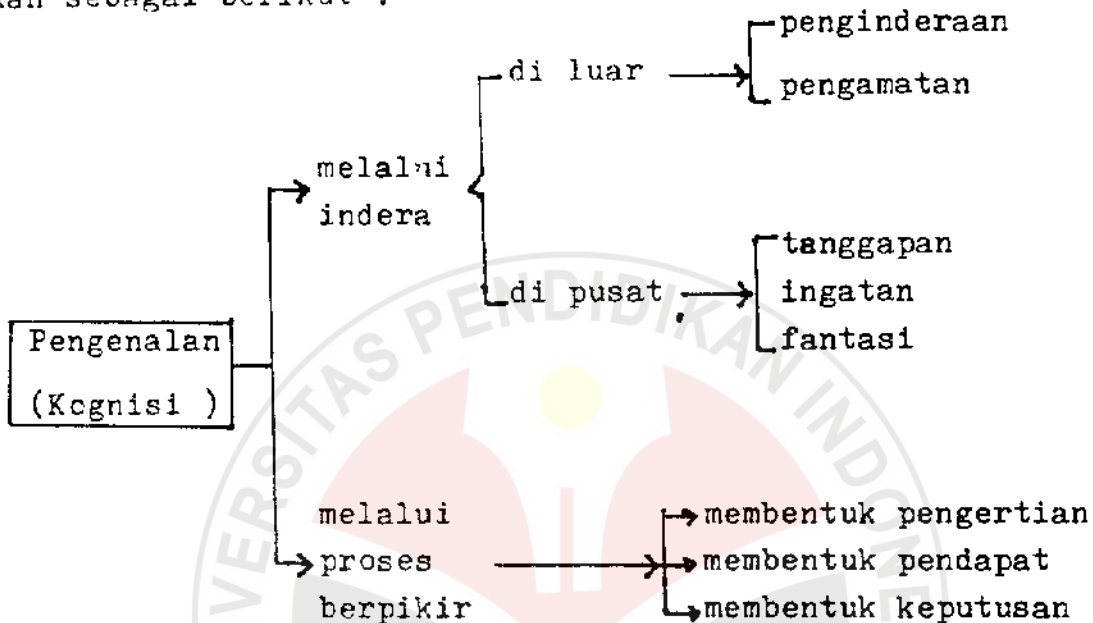 sebagai berikut :
penginderaan
di luar
pengamatan
melalui
indera
tanggapan
di pusat
ingatan
fantasi
Pengenalan
(Kognisi )
melalui
proses
berpikir
membentuk pengertian
membentuk pendapat
membentuk keputusan